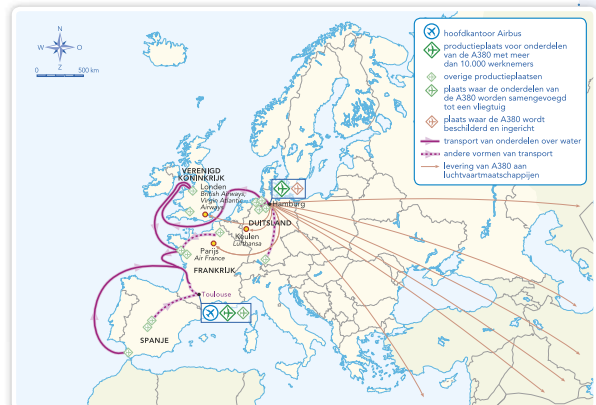 N
W
O
Z
0
500 km
hoofdkantoor Airbus
productieplaats voor onderdelen
van de A380 met meer
dan 10.000 werknemers
overige productieplaatsen
plaats waar de onderdelen van
de A380 worden samengevoegd
tot een vliegtuig
plaats waar de A380 wordt
beschilderd en ingericht
transport van onderdelen over water
andere vormen van transport
levering van A380 aan
luchtvaartmaatschappijen
VERENIGD
KONINKRIJK
Londen
British Airways,
Virgin Atlantic
Airways
Hamburg
DUITSLAND
Keulen
Lufthansa
Parijs
Air France
FRANKRIJK
Toulouse
SPANJE